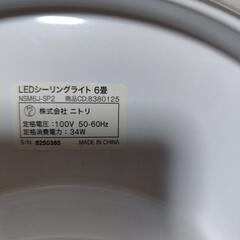 LEDシーリングライト 6畳
NSM6J-SP2 商品CD:8380125
株式会社 ニトリ
定格電圧:100V 50-60Hz
定格消費電力:34W
S/N: 6250385 MADE IN CHINA